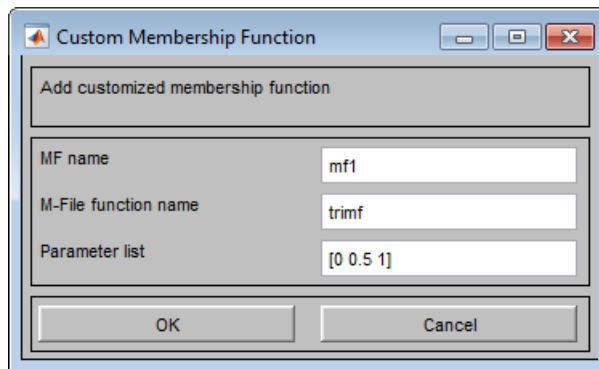 Custom Membership Function
Add customized membership function
MF name
mf1
M-File function name
trimf
Parameter list
[0 0.5 1]
OK
Cancel